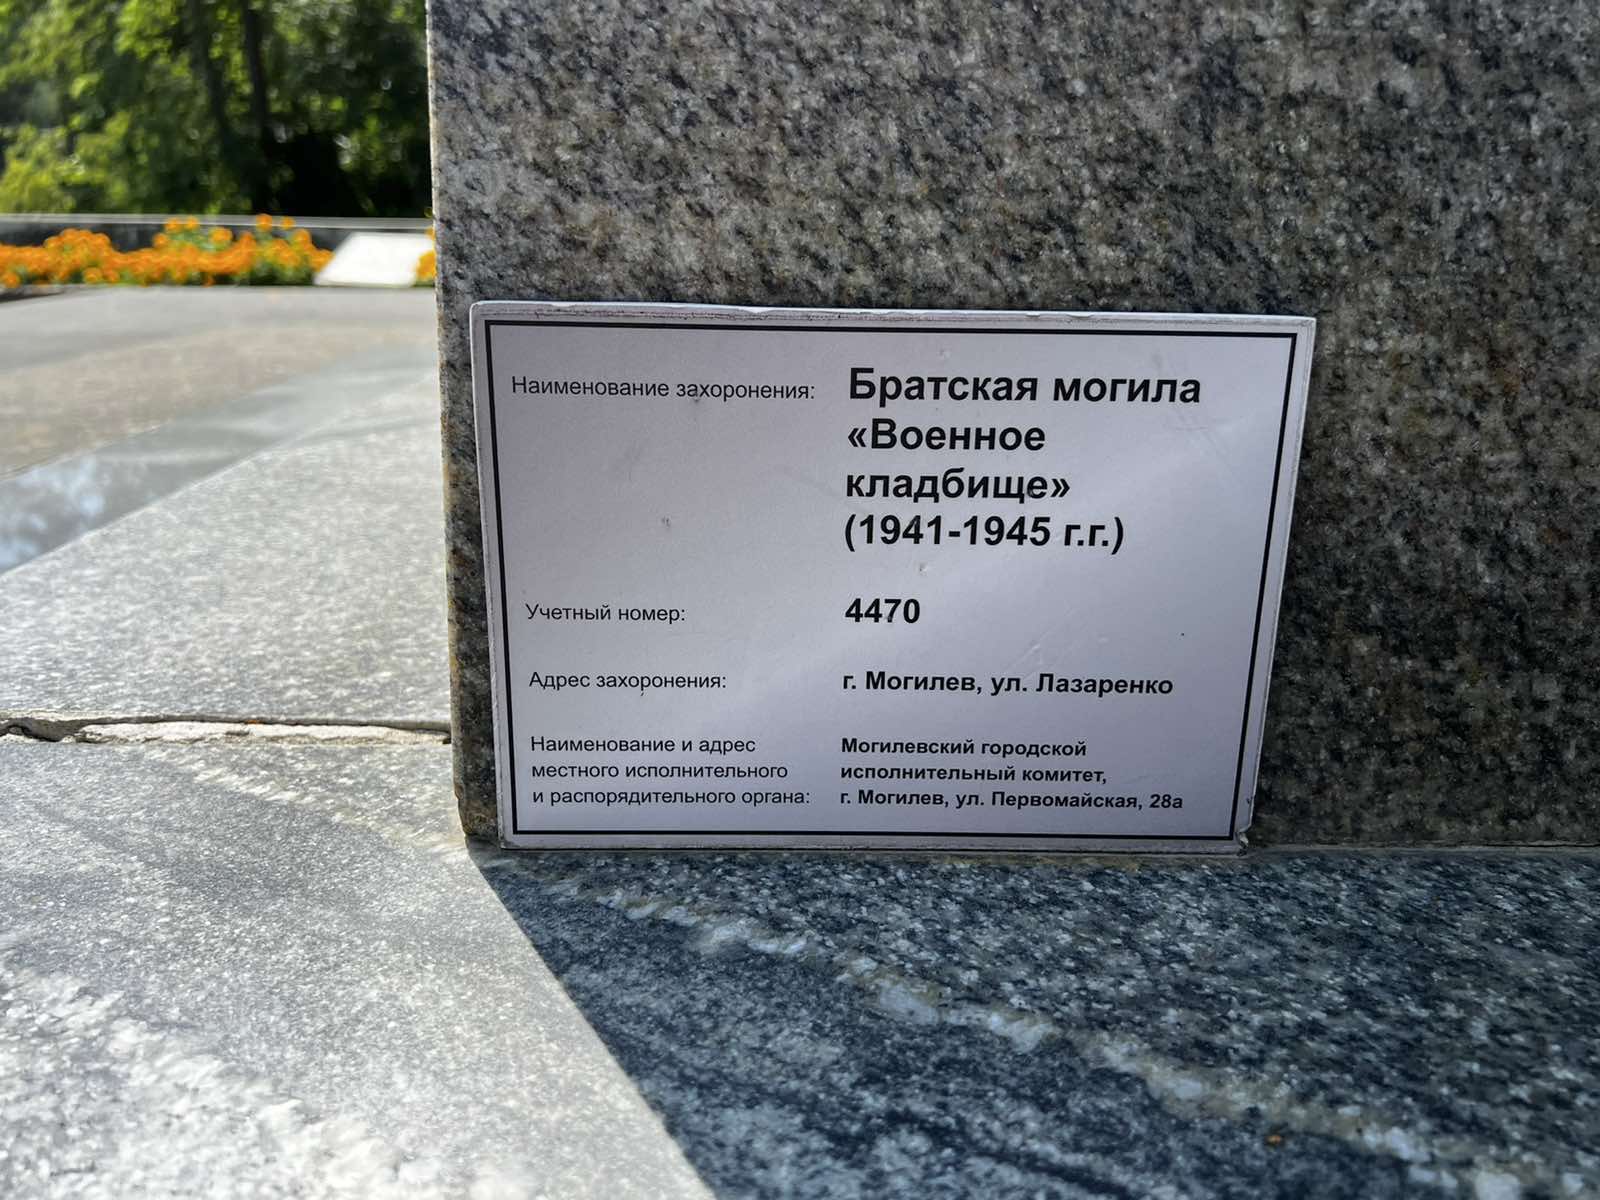 Наименование захоронения: Братская могила
«Военное
кладбище»
(1941-1945 г.г.)
Учетный номер: 4470
Адрес захоронения: г. Могилев, ул. Лазаренко
Наименование и адрес
местного исполнительного
и распорядительного органа:
Могилевский городской
исполнительный комитет,
г. Могилев, ул. Первомайская, 28а